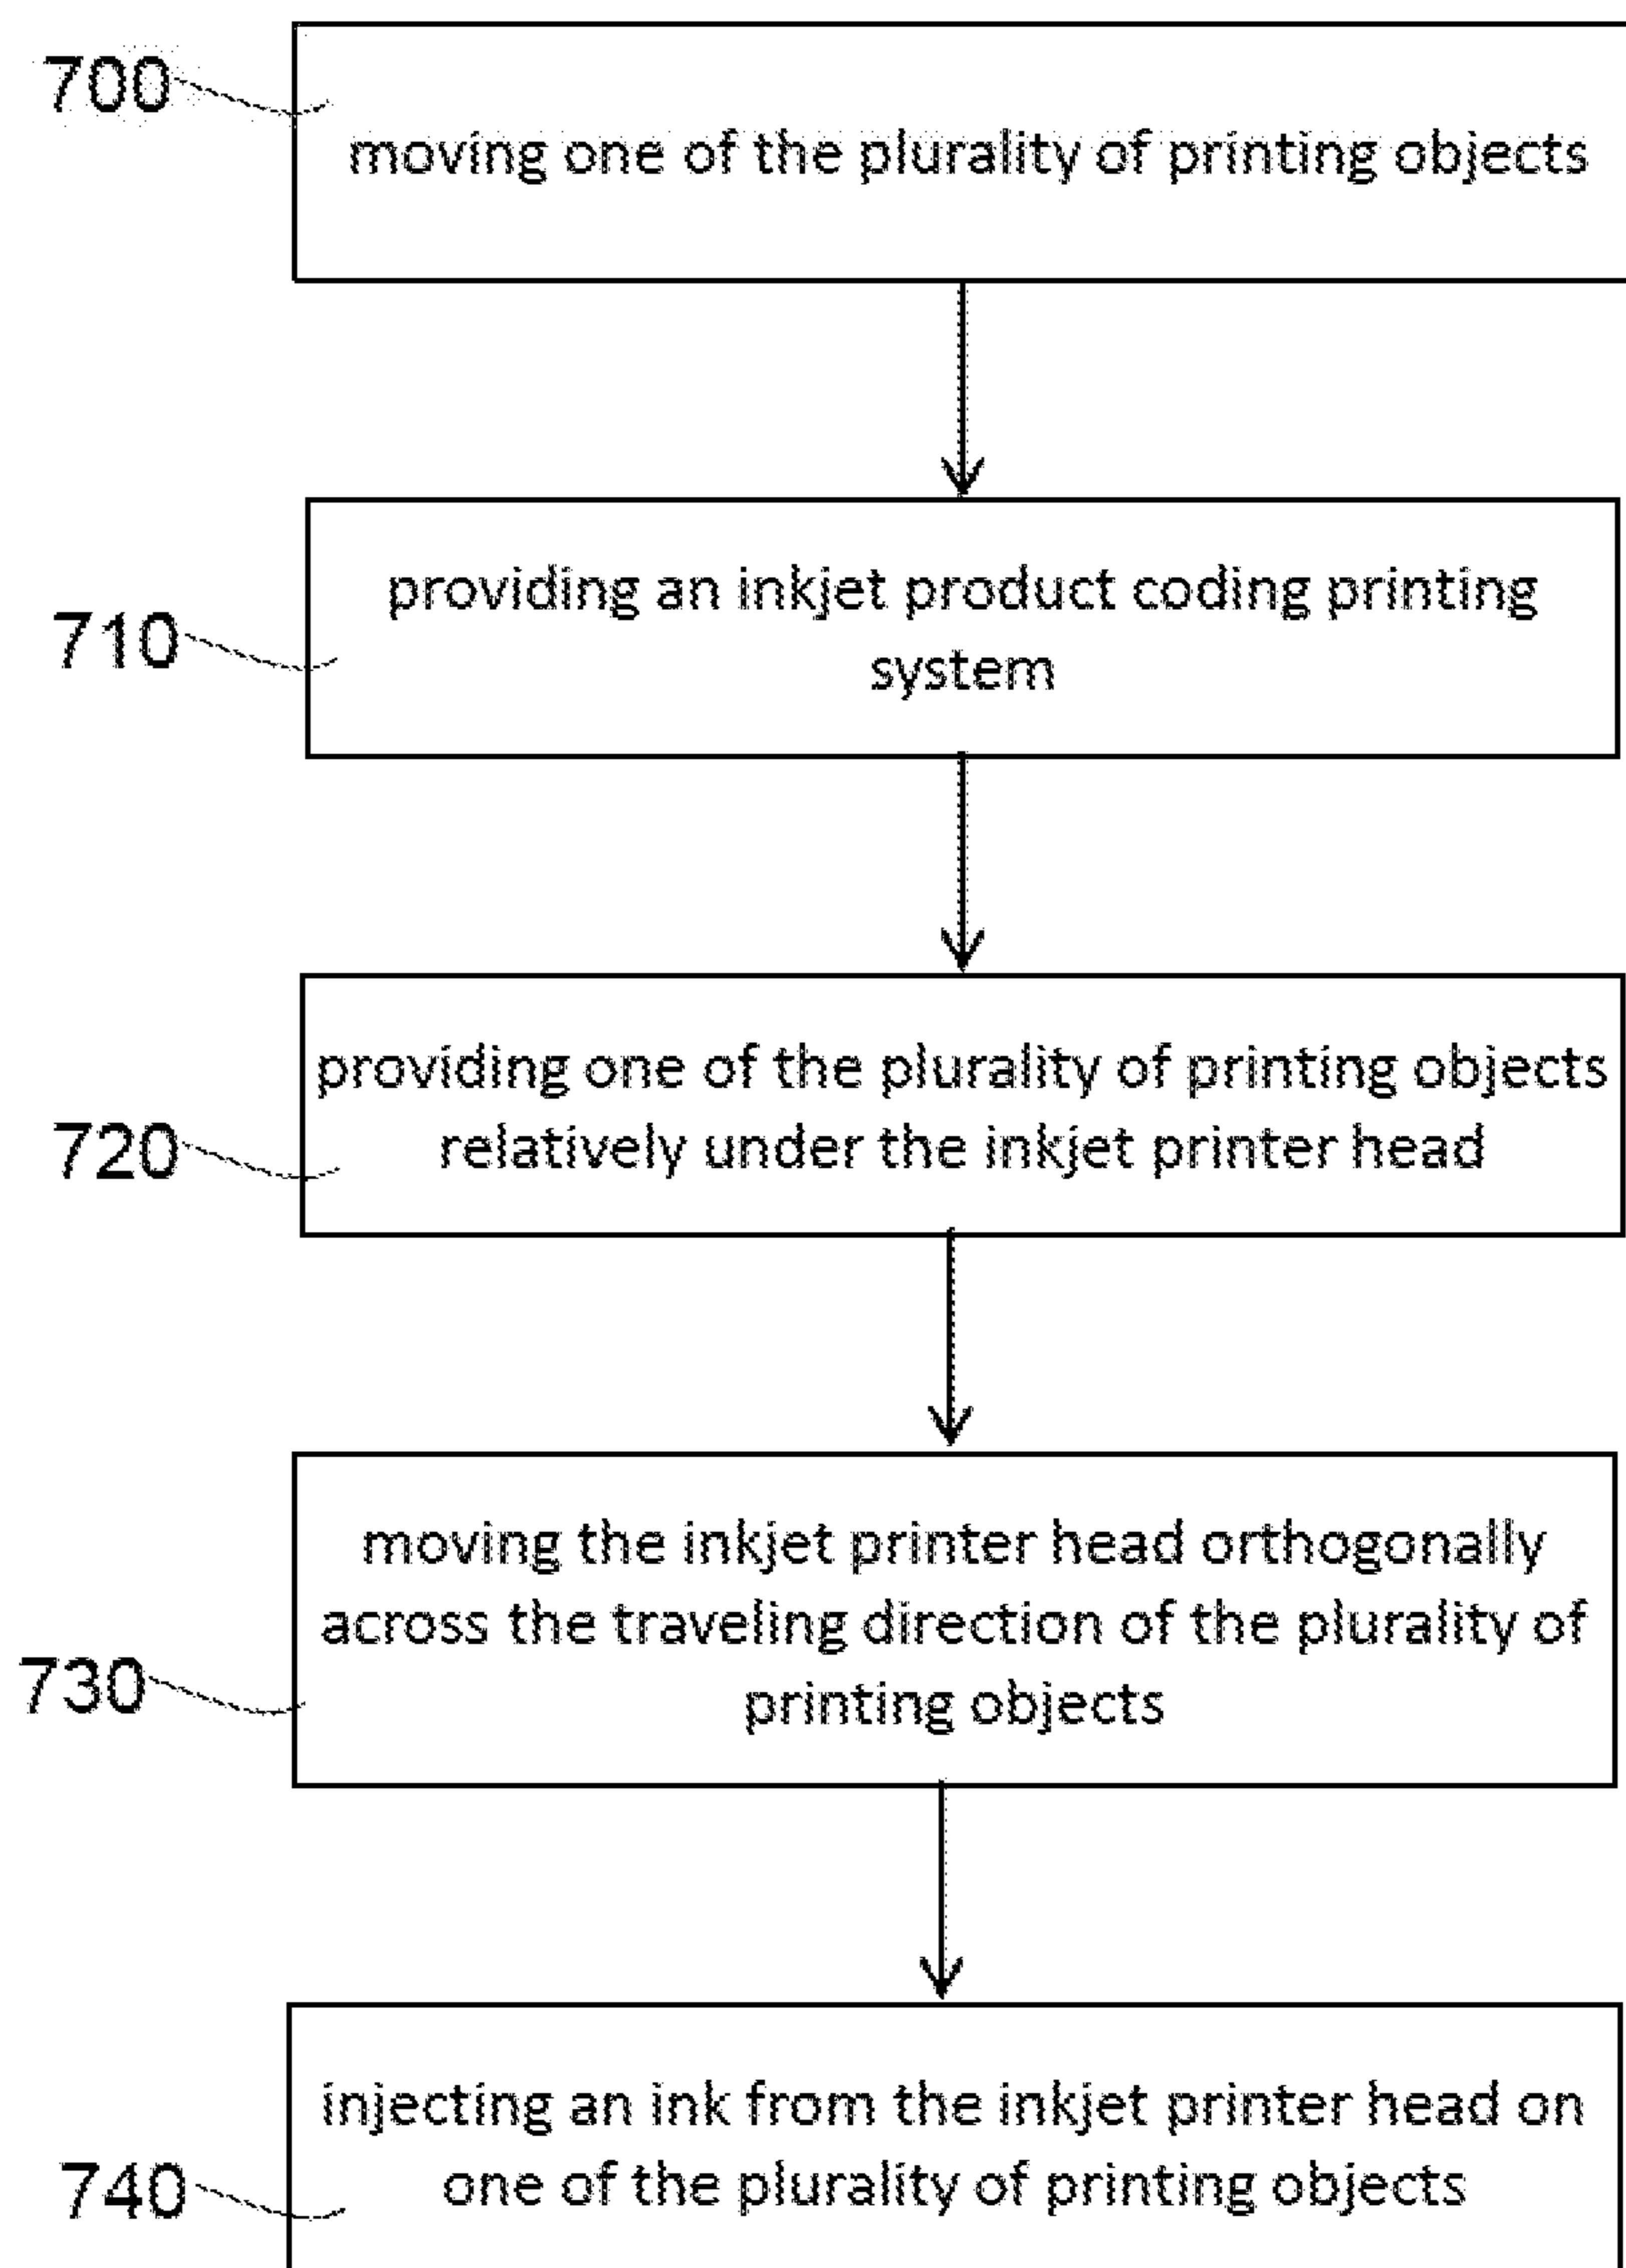 700
moving one of the plurality of printing objects
710
providing an inkjet product coding printing
system
720
providing one of the plurality of printing objects
relatively under the inkjet printer head
730
moving the inkjet printer head orthogonally
across the traveling direction of the plurality of
printing objects
740
injecting an ink from the inkjet printer head on
one of the plurality of printing objects